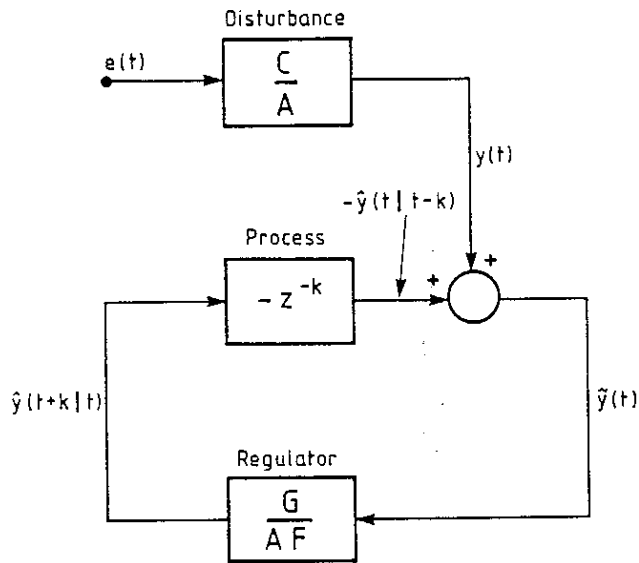 Disturbance
e(t)
C
A
y(t)
-ŷ(t|t-k)
Process
+
+
- z^{-k}
ŷ(t+k|t)
ỹ(t)
Regulator
G
A F